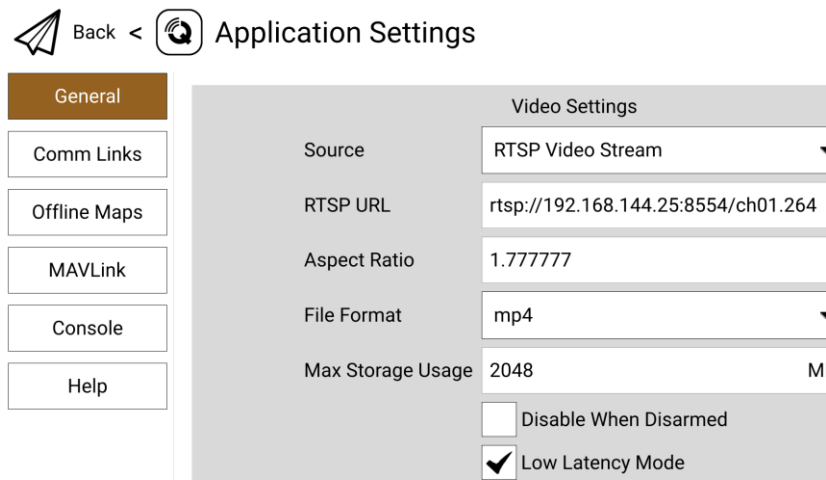 Back < Application Settings
General
Comm Links
Offline Maps
MAVLink
Console
Help
Video Settings
Source RTSP Video Stream
RTSP URL rtsp://192.168.144.25:8554/ch01.264
Aspect Ratio 1.777777
File Format mp4
Max Storage Usage 2048 M
Disable When Disarmed
Low Latency Mode